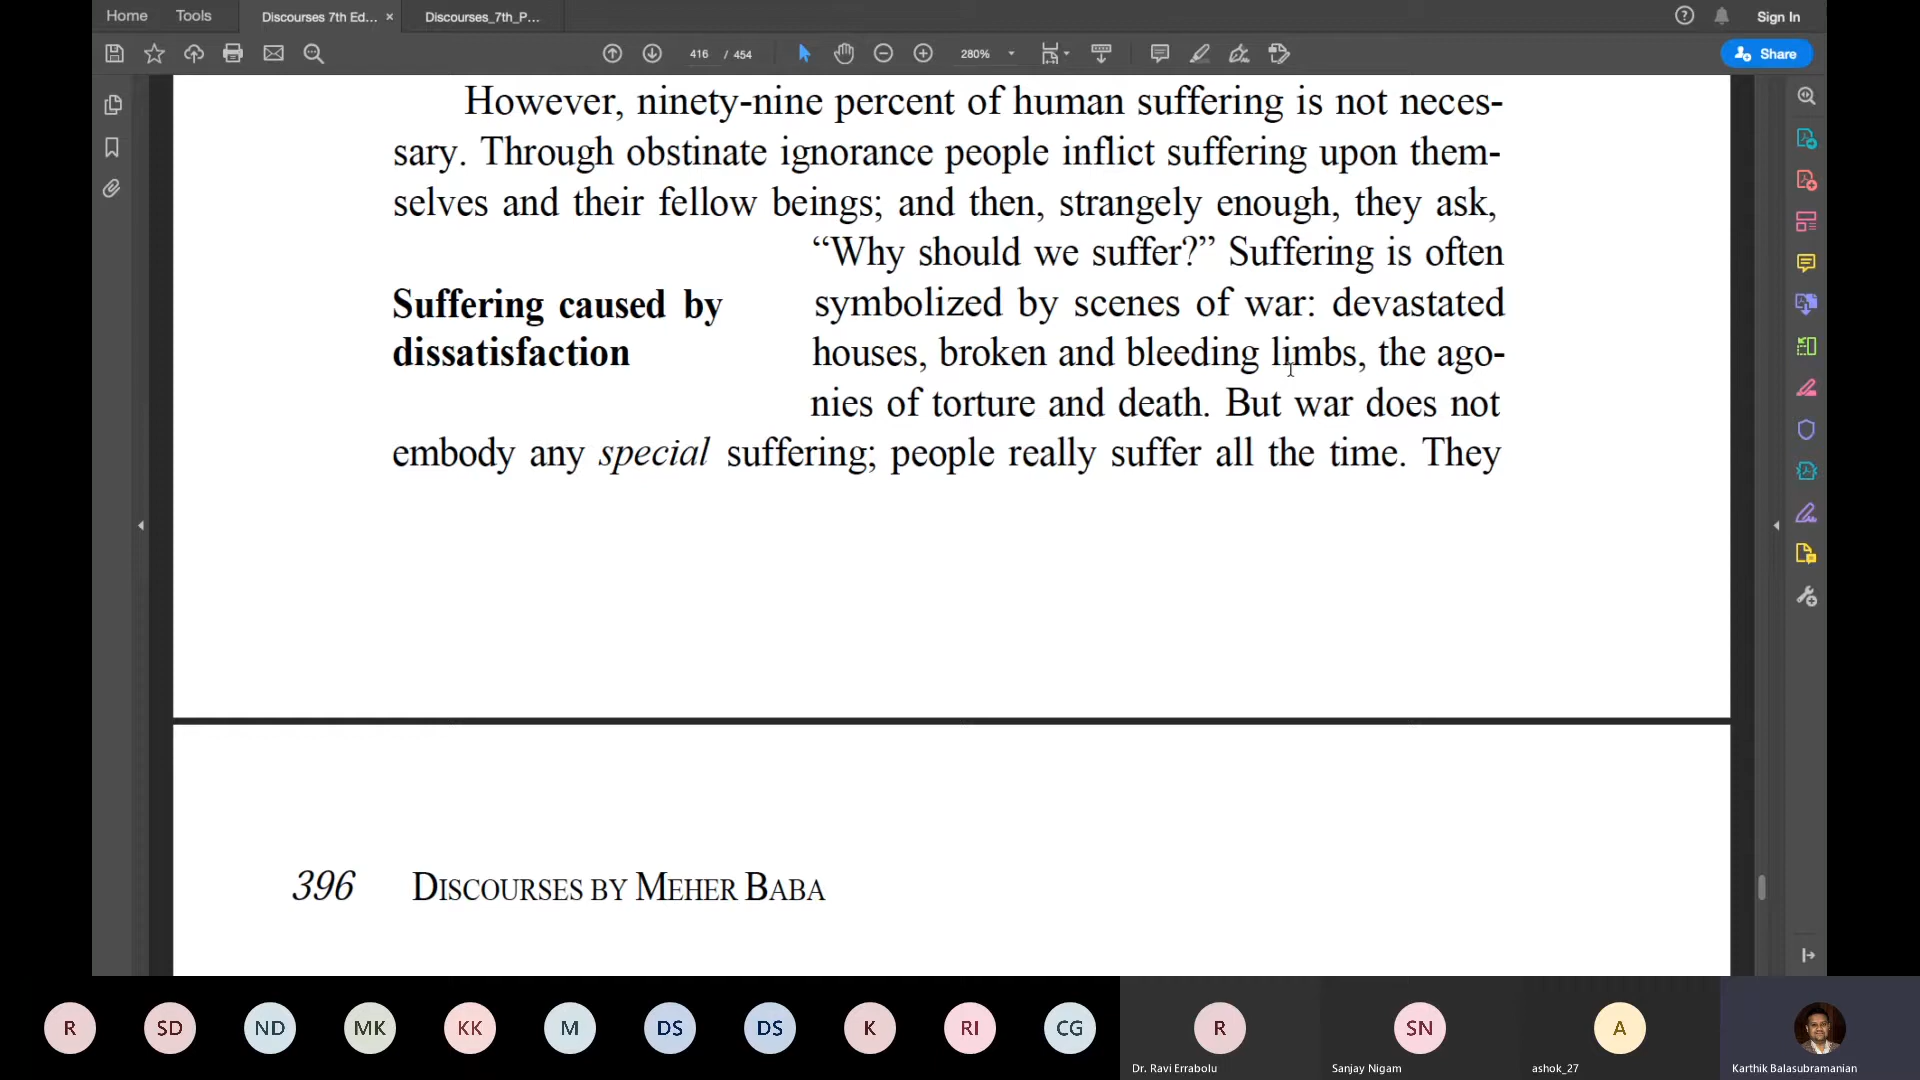 Home Tools Discourses 7th Ed... × Discourses_7th_P... Sign In
416 / 454 280% Share
However, ninety-nine percent of human suffering is not neces-
sary. Through obstinate ignorance people inflict suffering upon them-
selves and their fellow beings; and then, strangely enough, they ask,
“Why should we suffer?” Suffering is often
symbolized by scenes of war: devastated
houses, broken and bleeding limbs, the ago-
nies of torture and death. But war does not
Suffering caused by
dissatisfaction
embody any special suffering; people really suffer all the time. They
396 DISCOURSES BY MEHER BABA
R SD ND MK KK M DS DS K RI CG R SN A
Dr. Ravi Errabolu Sanjay Nigam ashok_27 Karthik Balasubramanian